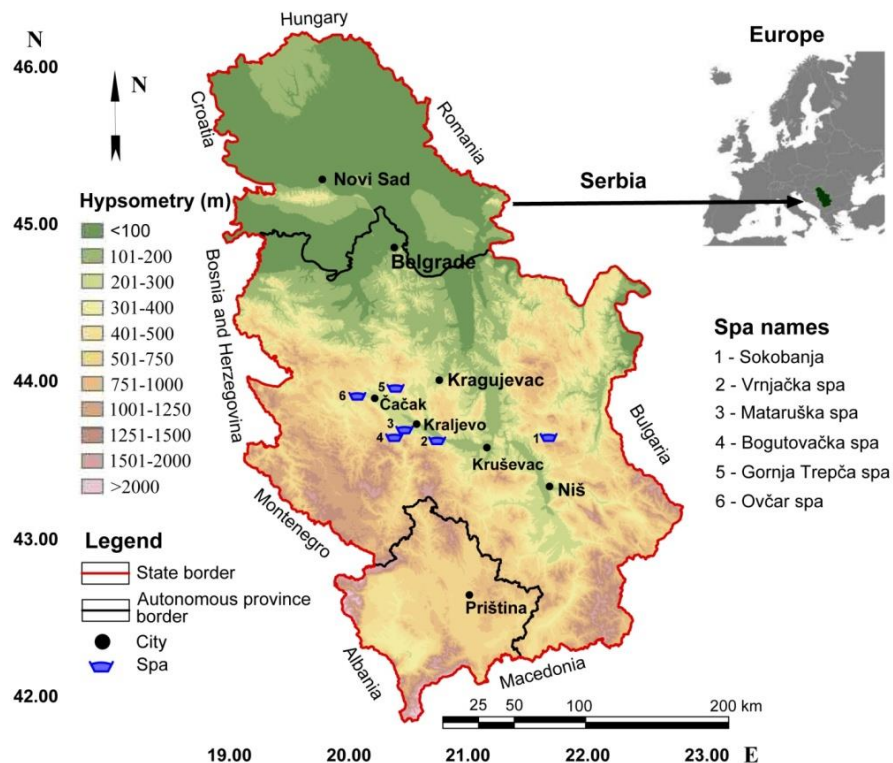 Hungary
N
Europe
46.00
N
Croatia
Romania
Novi Sad
Serbia
Hypsometry (m)
45.00
<100
101-200
201-300
301-400
401-500
501-750
751-1000
1001-1250
1251-1500
1501-2000
>2000
Belgrade
Bosnia and Herzegovina
Spa names
1 - Sokobanja
2 - Vrnjačka spa
3 - Mataruška spa
4 - Bogutovačka spa
5 - Gornja Trepča spa
6 - Ovčar spa
44.00
5
Kragujevac
6
Čačak
3
Kraljevo
4
2
1
Kruševac
Bulgaria
Niš
Montenegro
43.00
Legend
State border
Autonomous province
border
City
Spa
Priština
Albania
Macedonia
42.00
25
50
100
200 km
19.00
20.00
21.00
22.00
23.00
E